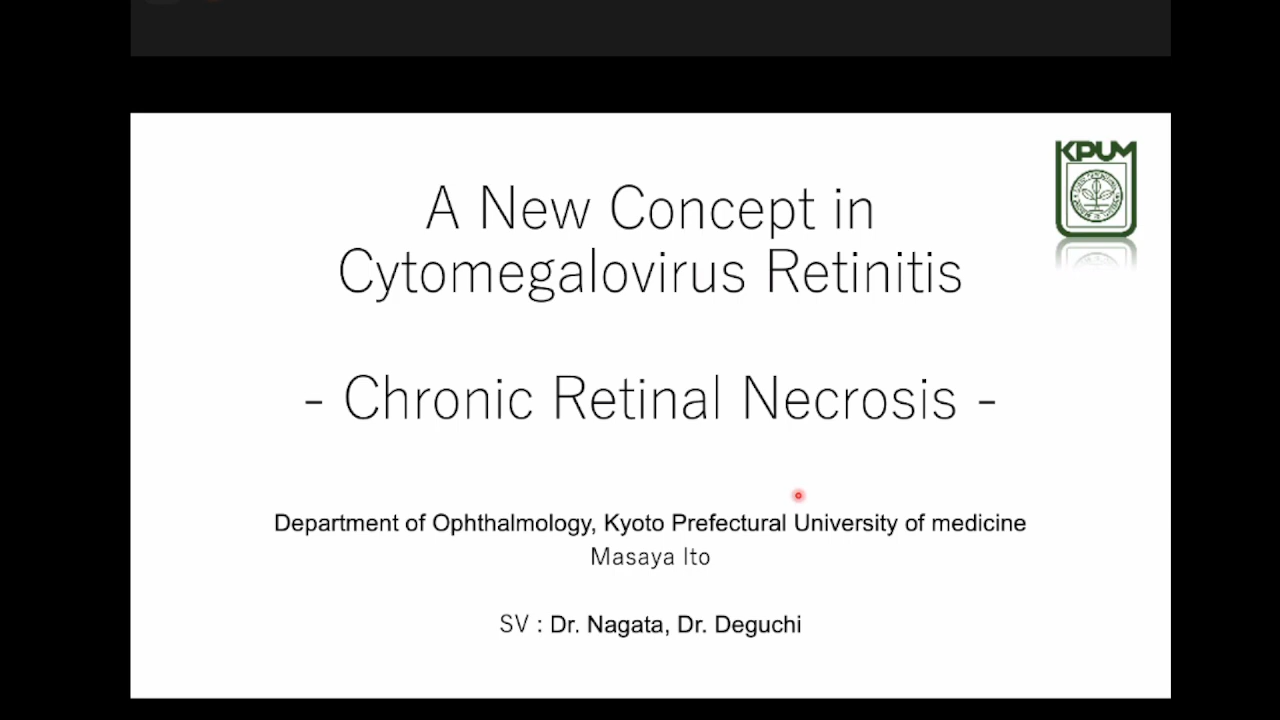 KPUM
A New Concept in
Cytomegalovirus Retinitis
- Chronic Retinal Necrosis -
Department of Ophthalmology, Kyoto Prefectural University of medicine
Masaya Ito
SV : Dr. Nagata, Dr. Deguchi